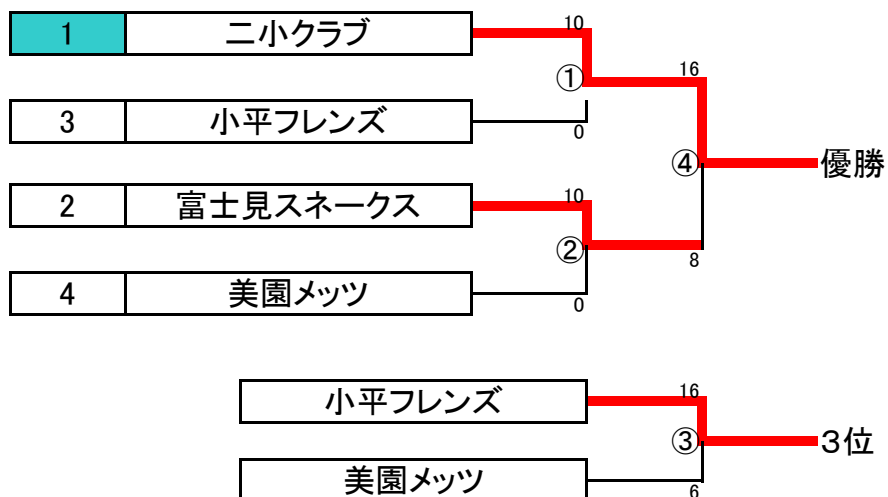 1 二小クラブ 10
① 16
3 小平フレンズ 0
④ 優勝
2 富士見スネークス 10
② 8
4 美園メッツ 0
小平フレンズ 16
③ 3位
美園メッツ 6